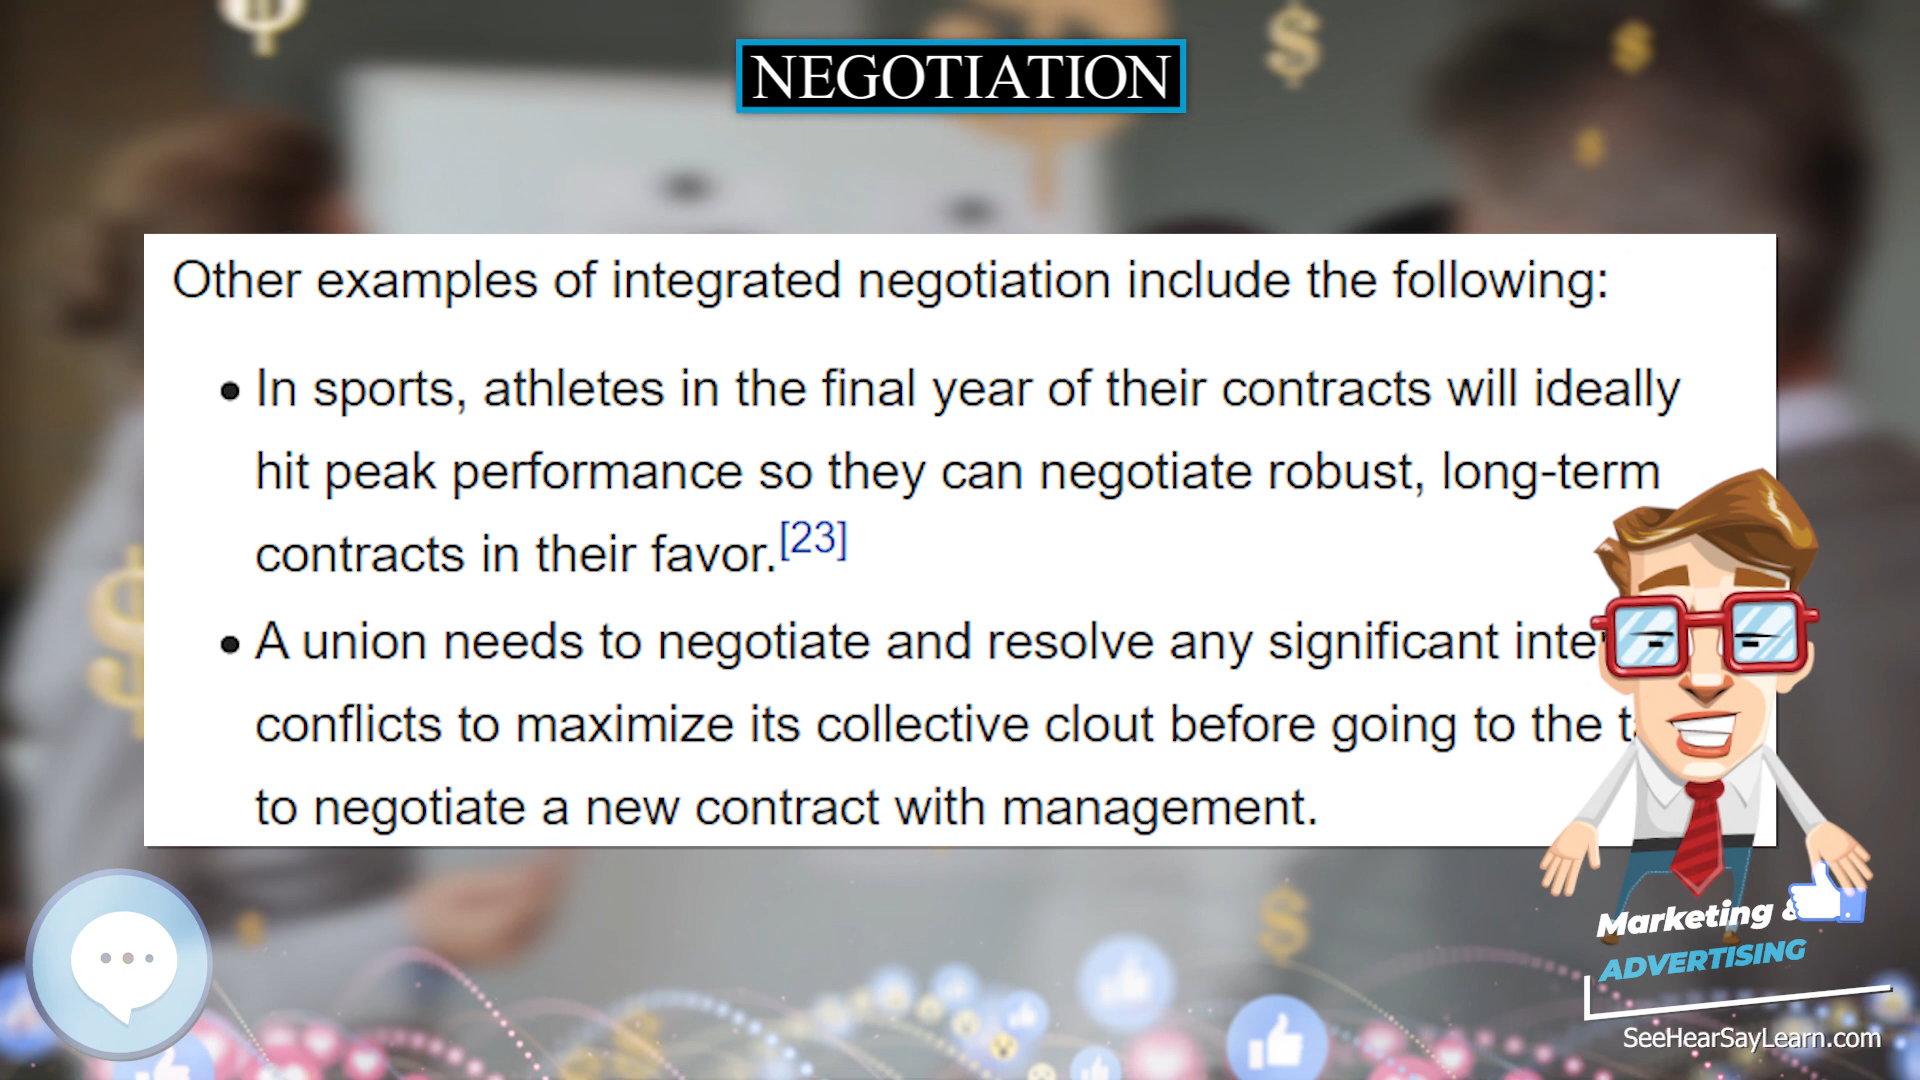 NEGOTIATION
Other examples of integrated negotiation include the following:
• In sports, athletes in the final year of their contracts will ideally
hit peak performance so they can negotiate robust, long-term
contracts in their favor.[23]
• A union needs to negotiate and resolve any significant
conflicts to maximize its collective clout before going to the
to negotiate a new contract with management.
Marketing &
ADVERTISING
SeeHearSayLearn.com